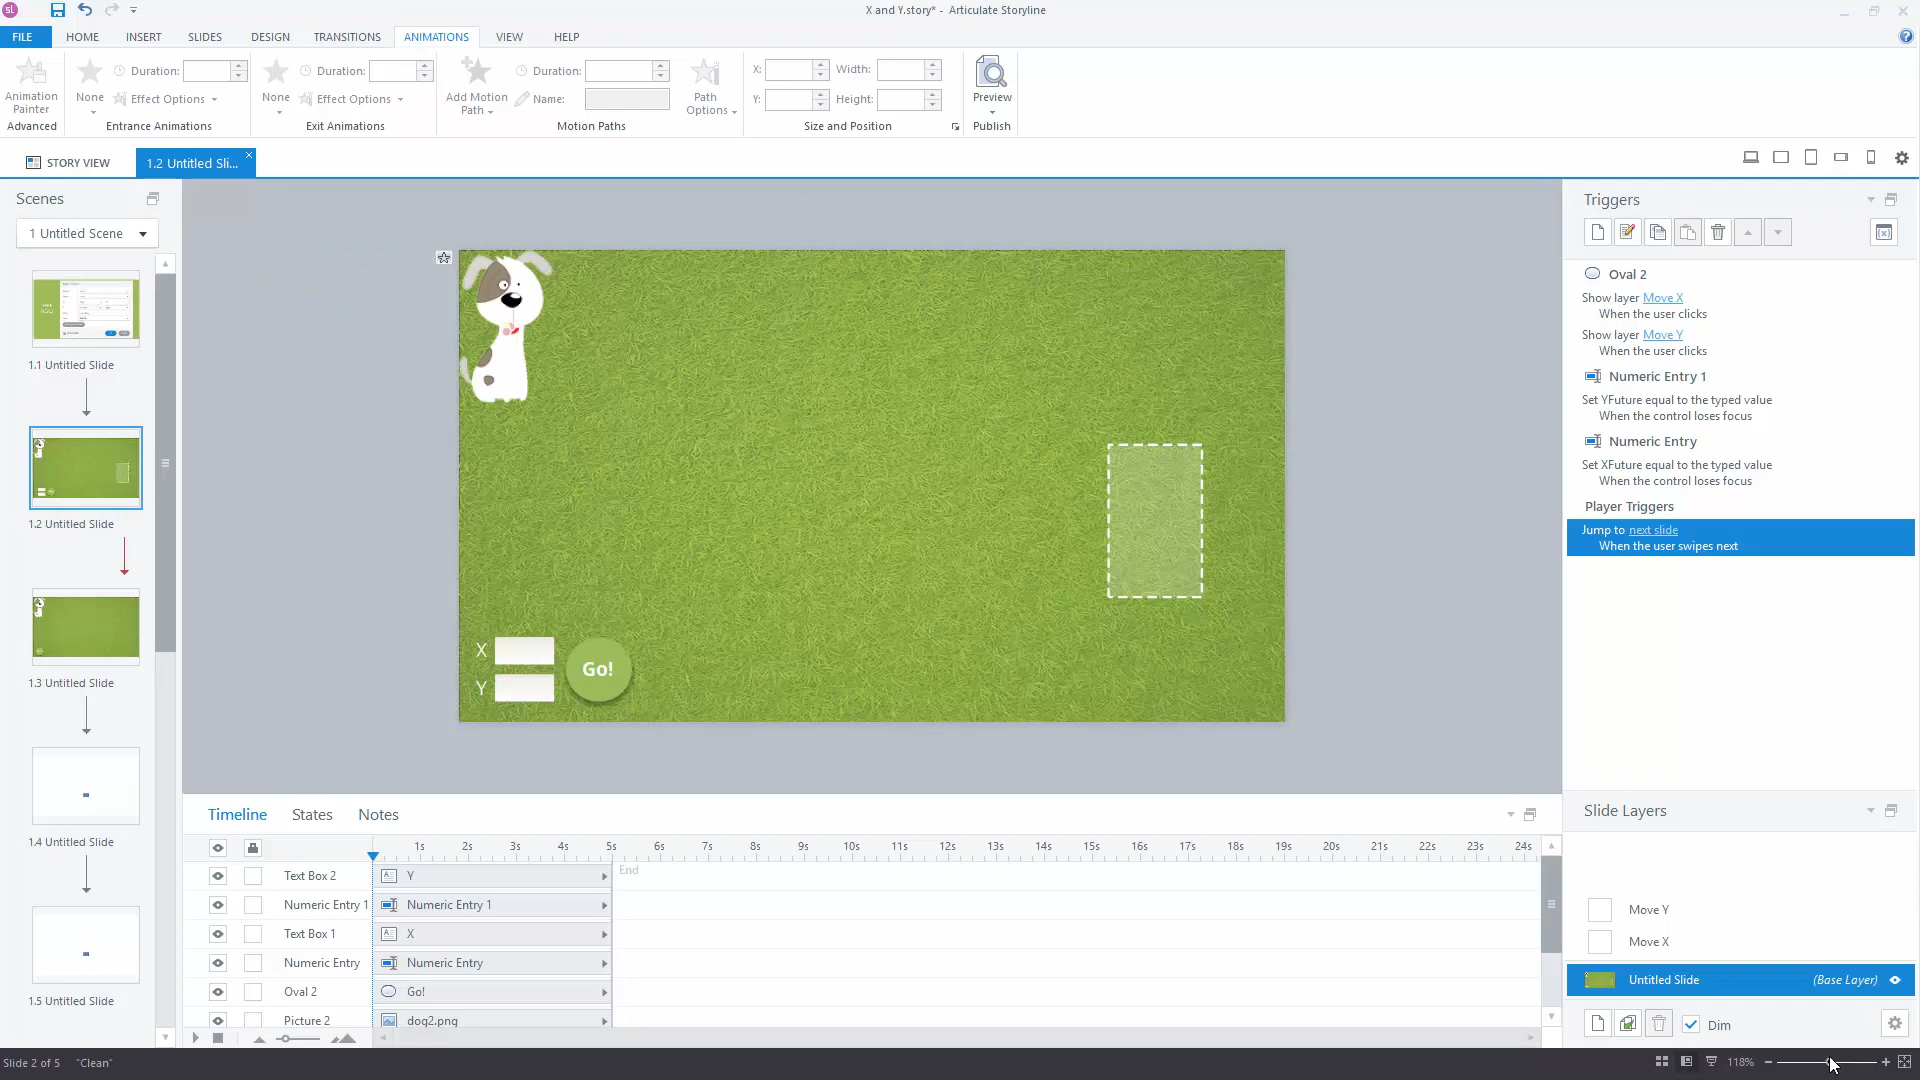 X and Y.story* - Articulate Storyline
FILE
HOME
INSERT
SLIDES
DESIGN
TRANSITIONS
ANIMATIONS
VIEW
HELP
Animation
Painter
Advanced
None
Duration:
Effect Options
Entrance Animations
None
Duration:
Effect Options
Exit Animations
Add Motion
Path
Duration:
Name:
Path
Options
Motion Paths
X:
Width:
Y:
Height:
Size and Position
Preview
Publish
STORY VIEW
1.2 Untitled Sli...
Scenes
1 Untitled Scene
1.1 Untitled Slide
1.2 Untitled Slide
1.3 Untitled Slide
1.4 Untitled Slide
1.5 Untitled Slide
X
Y
Go!
Triggers
Oval 2
Show layer Move X
When the user clicks
Show layer Move Y
When the user clicks
Numeric Entry 1
Set YFuture equal to the typed value
When the control loses focus
Numeric Entry
Set XFuture equal to the typed value
When the control loses focus
Player Triggers
Jump to next slide
When the user swipes next
Timeline
States
Notes
1s 2s 3s 4s 5s 6s 7s 8s 9s 10s 11s 12s 13s 14s 15s 16s 17s 18s 19s 20s 21s 22s 23s 24s
Text Box 2 Y End
Numeric Entry 1 Numeric Entry 1
Text Box 1 X
Numeric Entry Numeric Entry
Oval 2 Go!
Picture 2 dog2.png
Slide Layers
Move Y
Move X
Untitled Slide (Base Layer)
Dim
Slide 2 of 5 "Clean"
118%